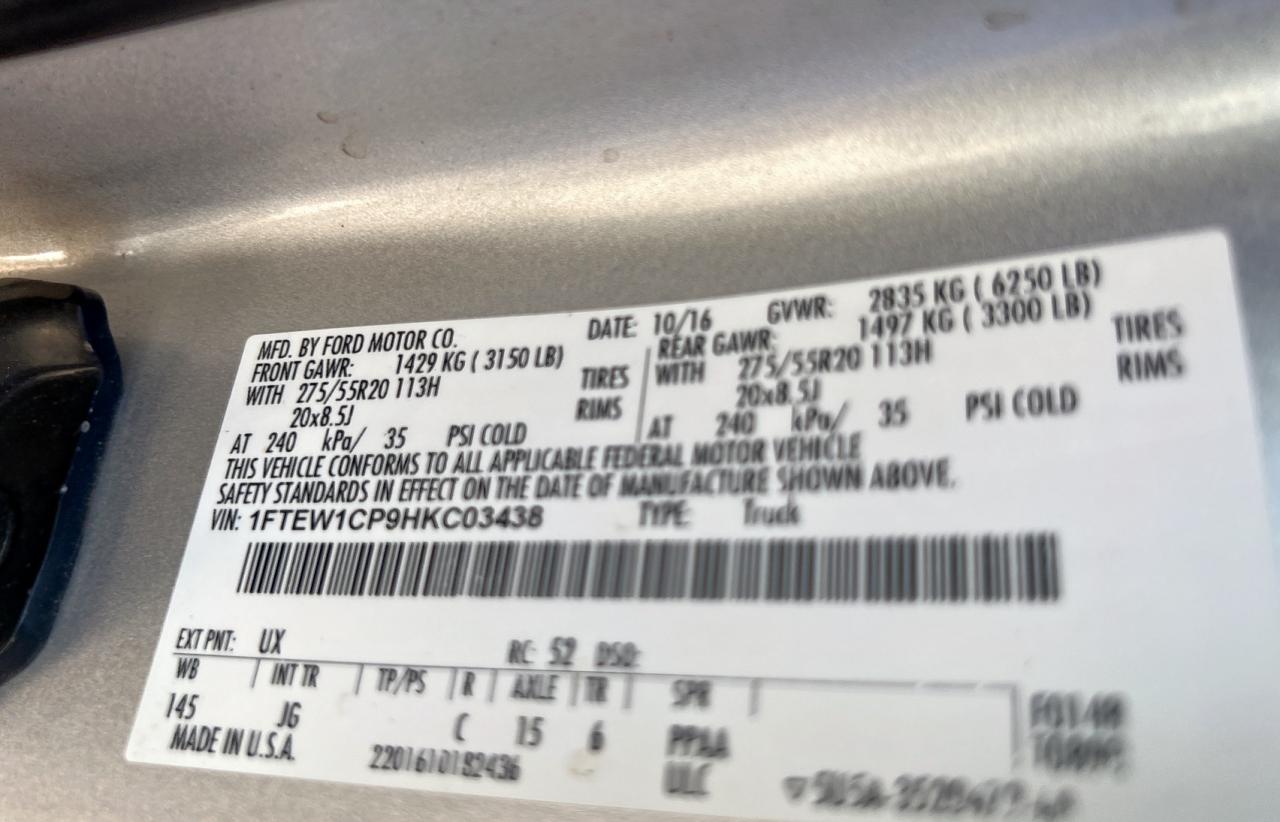 MFD. BY FORD MOTOR CO. DATE: 10/16 GVWR: 2835 KG ( 6250 LB)
FRONT GAWR: 1429 KG ( 3150 LB) REAR GAWR: 1497 KG ( 3300 LB)
WITH 275/55R20 113H TIRES WITH 275/55R20 113H TIRES
20x8.5J RIMS 20x8.5J RIMS
AT 240 kPa/ 35 PSI COLD AT 240 kPa/ 35 PSI COLD
THIS VEHICLE CONFORMS TO ALL APPLICABLE FEDERAL MOTOR VEHICLE
SAFETY STANDARDS IN EFFECT ON THE DATE OF MANUFACTURE SHOWN ABOVE.
VIN: 1FTEW1CP9HKC03438 TYPE: Truck
EXT PNT: UX RC: 52 DSO:
WB INT TR TP/PS R AXLE TR SPR
145 JG C 15 6 PPAA
MADE IN U.S.A. 2201610182436 ULC